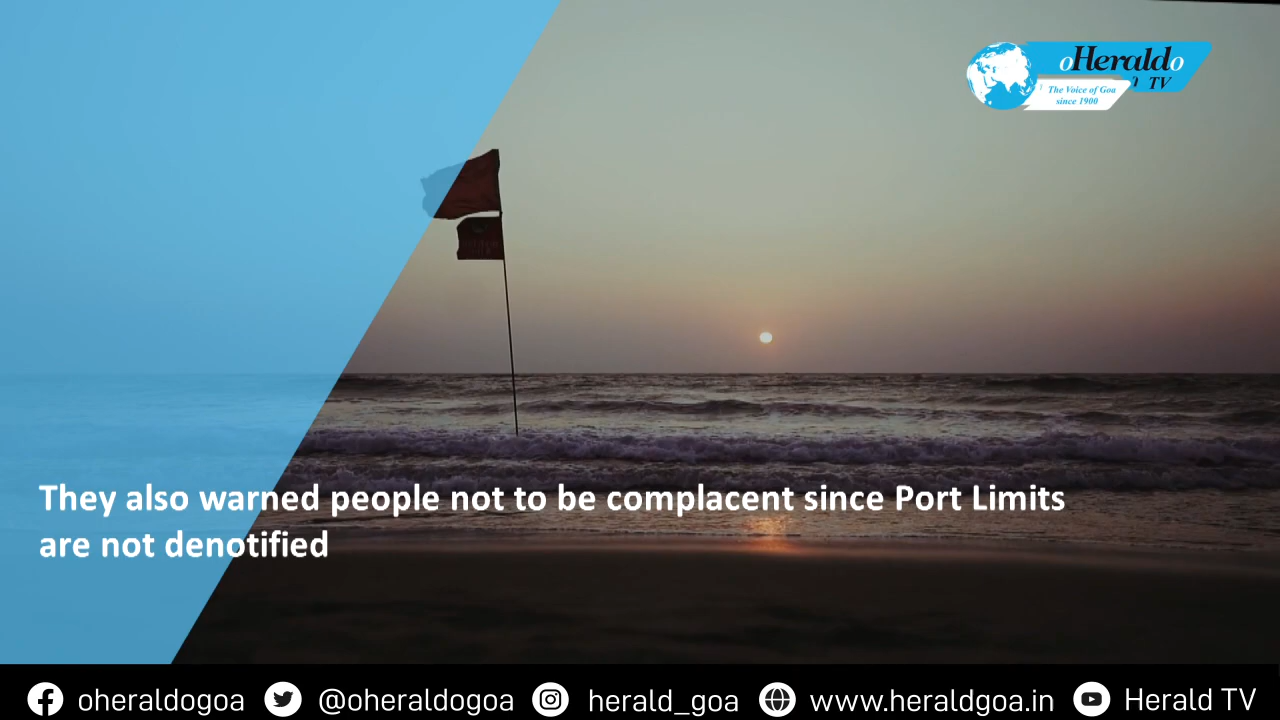 oHeraldo
TV
The Voice of Goa
since 1900
They also warned people not to be complacent since Port Limits
are not denotified
oheraldogoa
@oheraldogoa
herald_goa
www.heraldgoa.in
Herald TV